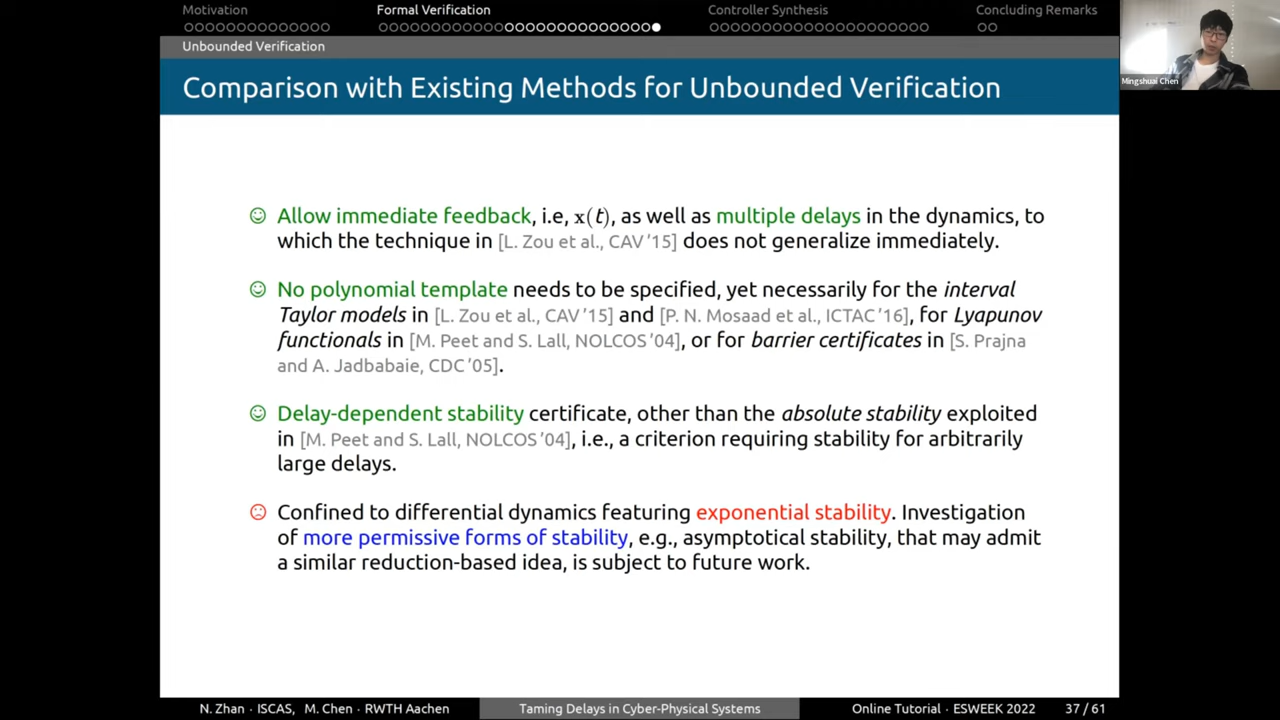 Motivation
Formal Verification
Controller Synthesis
Concluding Remarks
Unbounded Verification
Comparison with Existing Methods for Unbounded Verification
Allow immediate feedback, i.e, x(t), as well as multiple delays in the dynamics, to
which the technique in [L. Zou et al., CAV '15] does not generalize immediately.
No polynomial template needs to be specified, yet necessarily for the interval
Taylor models in [L. Zou et al., CAV '15] and [P. N. Mosaad et al., ICTAC '16], for Lyapunov
functionals in [M. Peet and S. Lall, NOLCOS '04], or for barrier certificates in [S. Prajna
and A. Jadbabaie, CDC '05].
Delay-dependent stability certificate, other than the absolute stability exploited
in [M. Peet and S. Lall, NOLCOS '04], i.e., a criterion requiring stability for arbitrarily
large delays.
Confined to differential dynamics featuring exponential stability. Investigation
of more permissive forms of stability, e.g., asymptotical stability, that may admit
a similar reduction-based idea, is subject to future work.
N. Zhan · ISCAS, M. Chen · RWTH Aachen
Taming Delays in Cyber-Physical Systems
Online Tutorial · ESWEEK 2022
37 / 61
Mingshuai Chen